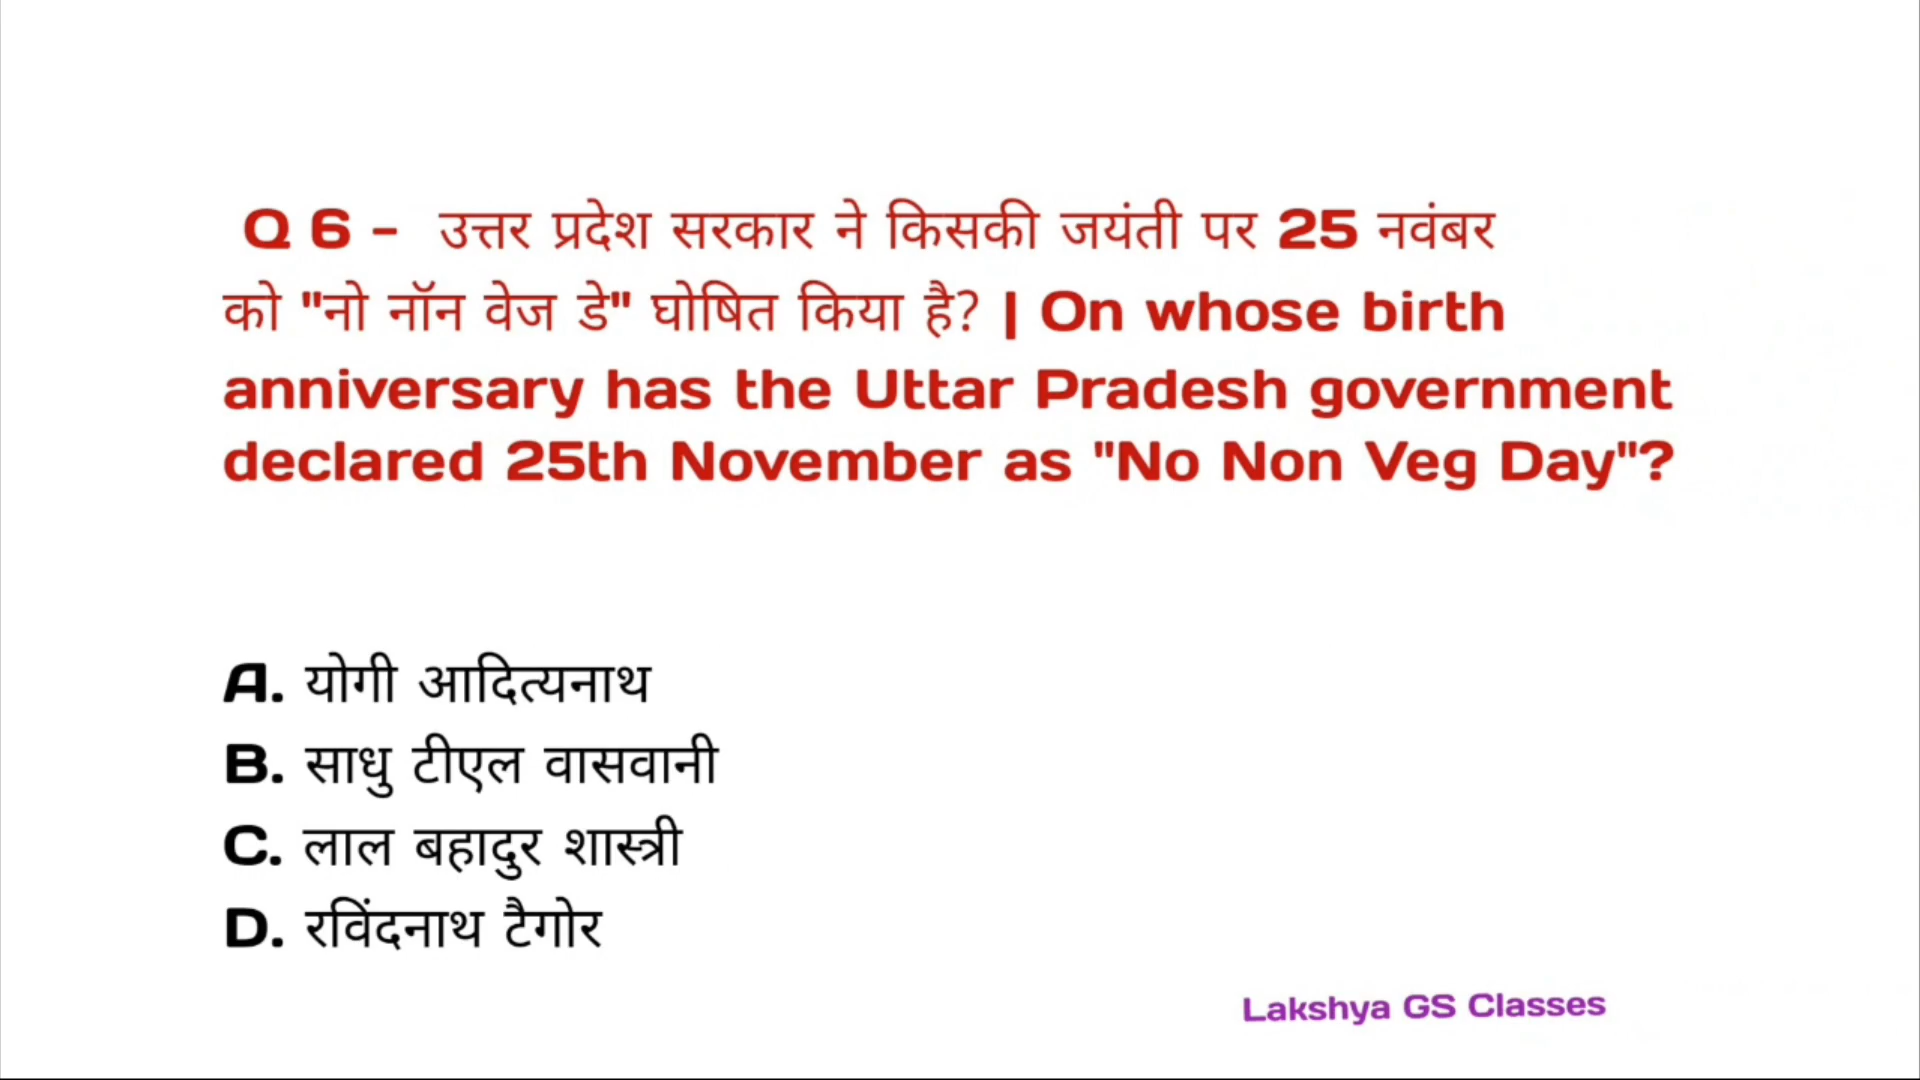 Q 6 - उत्तर प्रदेश सरकार ने किसकी जयंती पर 25 नवंबर
को "नो नॉन वेज डे" घोषित किया है? | On whose birth
anniversary has the Uttar Pradesh government
declared 25th November as "No Non Veg Day"?
A. योगी आदित्यनाथ
B. साधु टीएल वासवानी
C. लाल बहादुर शास्त्री
D. रविंदनाथ टैगोर
Lakshya GS Classes